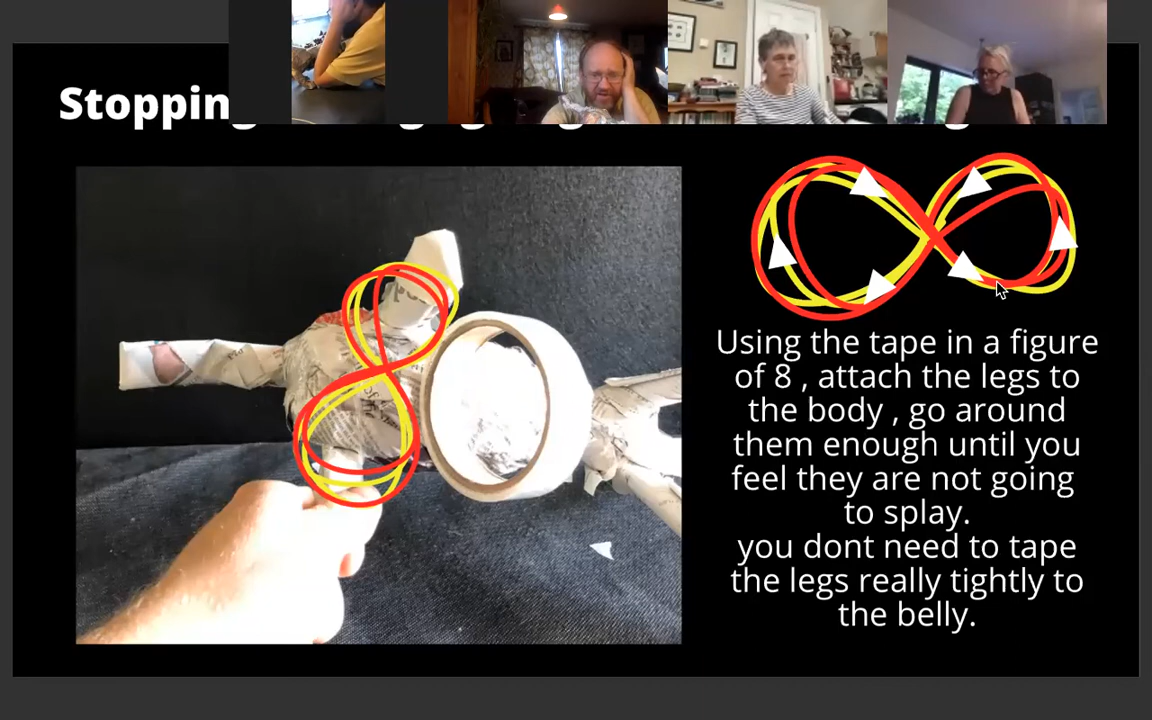 Stopping
Using the tape in a figure
of 8 , attach the legs to
the body , go around
them enough until you
feel they are not going
to splay.
you dont need to tape
the legs really tightly to
the belly.